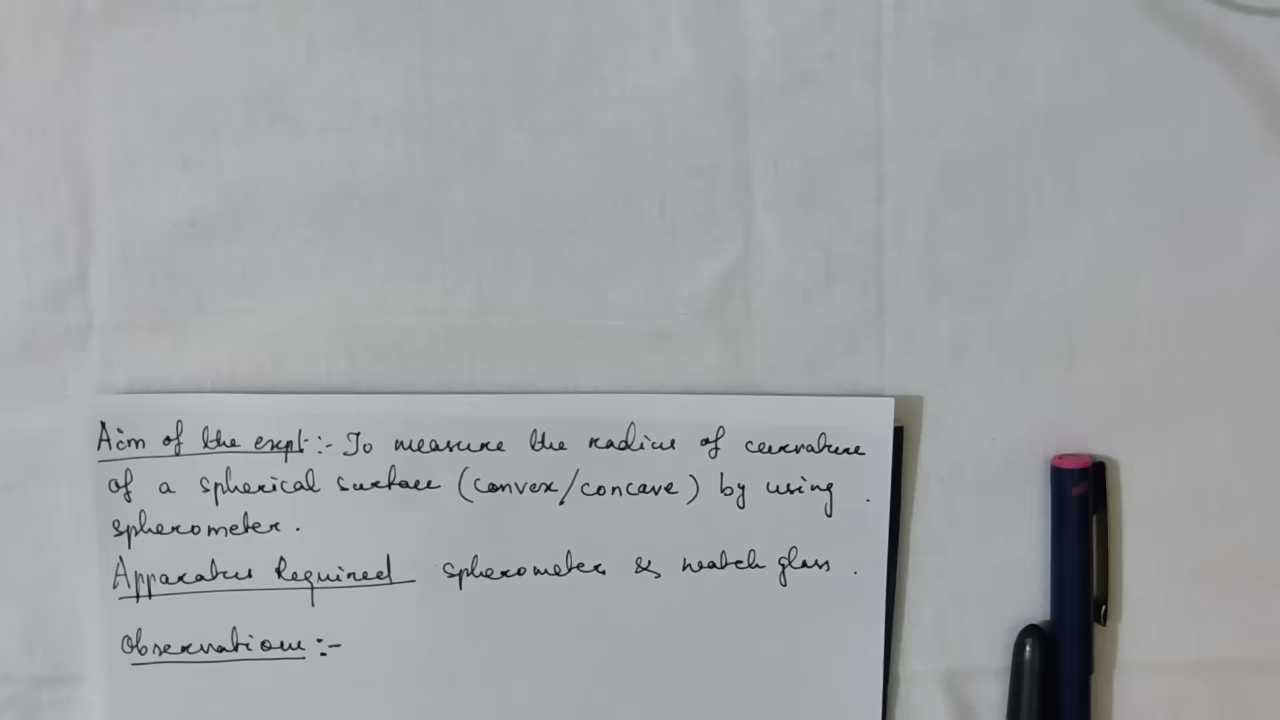 Aim of the expt:- To measure the radius of curvature
of a spherical surface (convex/concave) by using
spherometer.
Apparatus Required spherometer & watch glass.
Observation:-